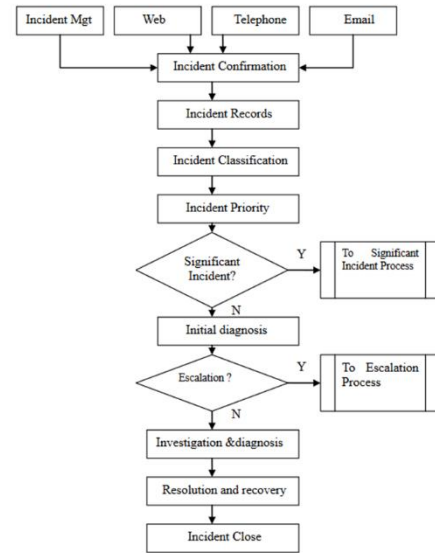 Incident Mgt
Web
Telephone
Email
Incident Confirmation
Incident Records
Incident Classification
Incident Priority
Significant
Incident?
Y
To Significant
Incident Process
N
Initial diagnosis
Escalation ?
Y
To Escalation
Process
N
Investigation &diagnosis
Resolution and recovery
Incident Close